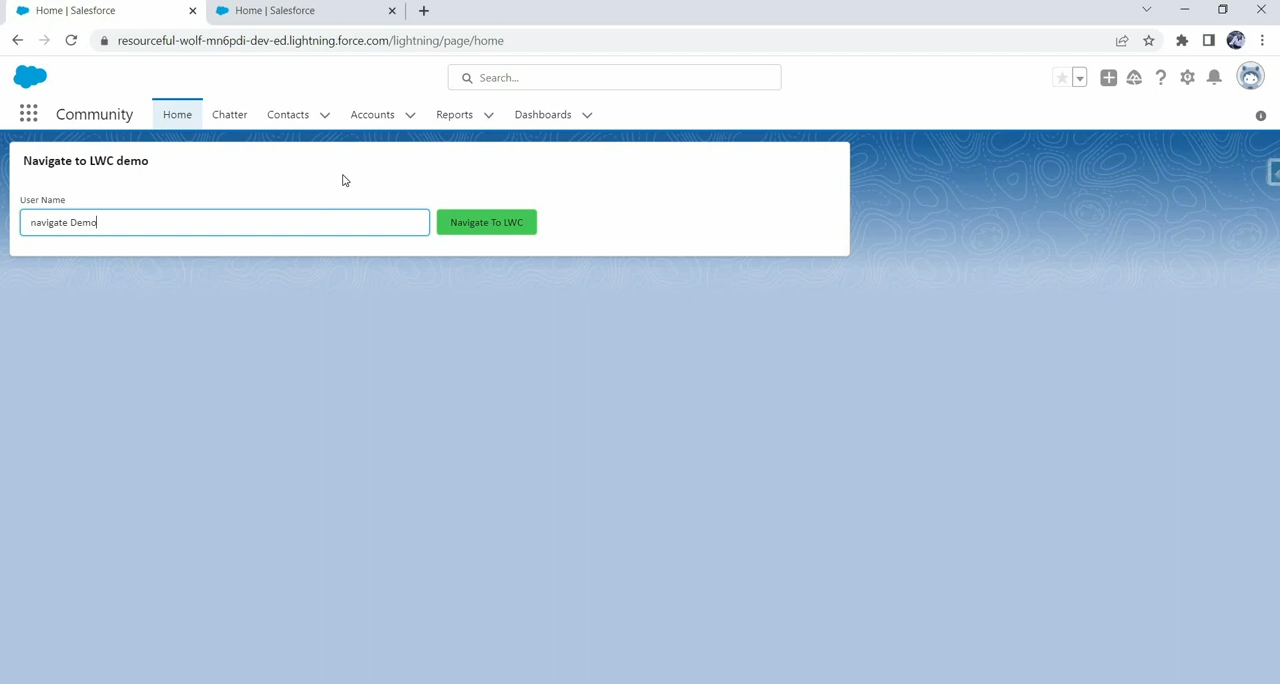 Home | Salesforce
Home | Salesforce
resourceful-wolf-mn6pdi-dev-ed.lightning.force.com/lightning/page/home
Search...
Community
Home
Chatter
Contacts
Accounts
Reports
Dashboards
Navigate to LWC demo
User Name
navigate Demo
Navigate To LWC